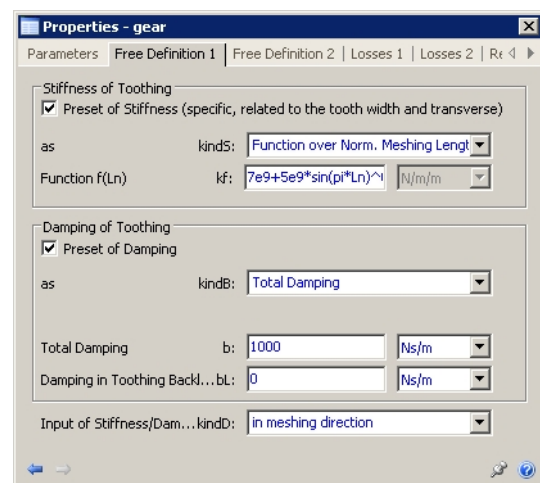 Properties - gear
Parameters Free Definition 1 Free Definition 2 Losses 1 Losses 2 Re
Stiffness of Toothing
Preset of Stiffness (specific, related to the tooth width and transverse)
as kindS: Function over Norm. Meshing Lengt
Function f(Ln) kf: 7e9+5e9*sin(pi*Ln)^ N/m/m
Damping of Toothing
Preset of Damping
as kindB: Total Damping
Total Damping b: 1000 Ns/m
Damping in Toothing Backl...bL: 0 Ns/m
Input of Stiffness/Dam...kindD: in meshing direction